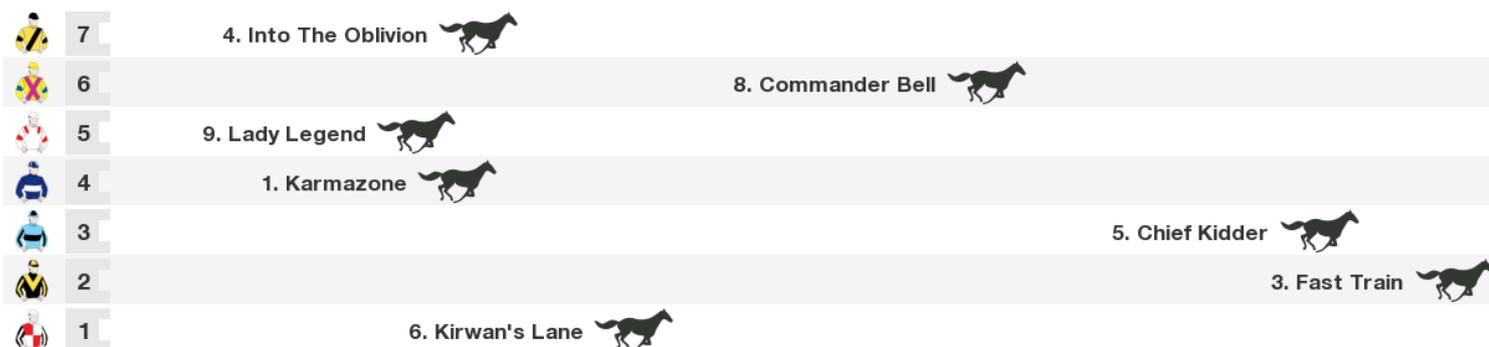 7 4. Into The Oblivion
6 8. Commander Bell
5 9. Lady Legend
4 1. Karmazone
3 5. Chief Kidder
2 3. Fast Train
1 6. Kirwan's Lane